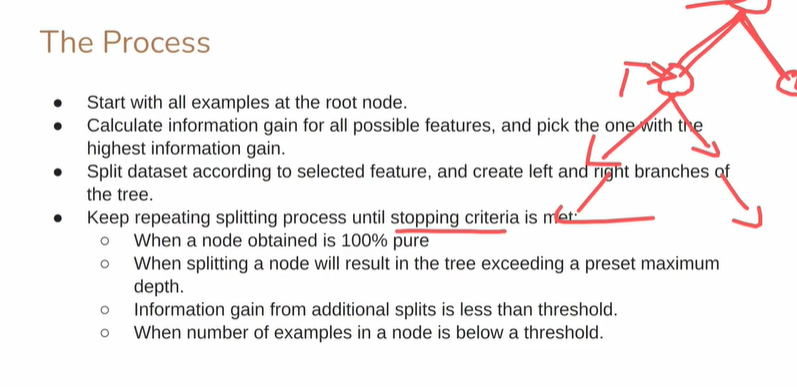 The Process
● Start with all examples at the root node.
● Calculate information gain for all possible features, and pick the one with the
highest information gain.
● Split dataset according to selected feature, and create left and right branches of
the tree.
● Keep repeating splitting process until stopping criteria is met:
○ When a node obtained is 100% pure
○ When splitting a node will result in the tree exceeding a preset maximum
depth.
○ Information gain from additional splits is less than threshold.
○ When number of examples in a node is below a threshold.